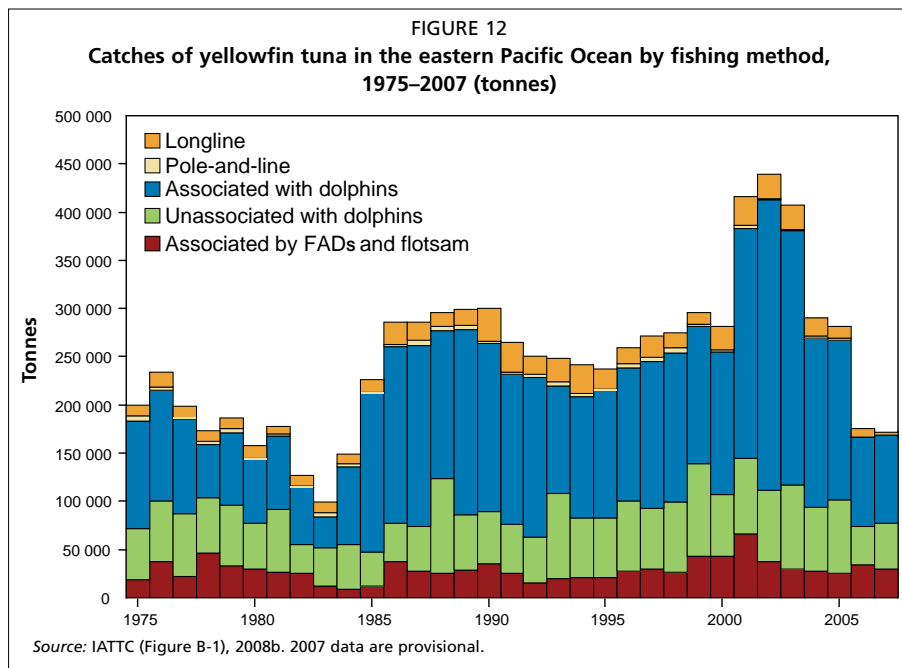 FIGURE 12
Catches of yellowfin tuna in the eastern Pacific Ocean by fishing method,
1975–2007 (tonnes)
500 000
450 000
400 000
350 000
300 000
250 000
200 000
150 000
100 000
50 000
0
Tonnes
Longline
Pole-and-line
Associated with dolphins
Unassociated with dolphins
Associated by FADs and flotsam
1975
1980
1985
1990
1995
2000
2005
Source: IATTC (Figure B-1), 2008b. 2007 data are provisional.